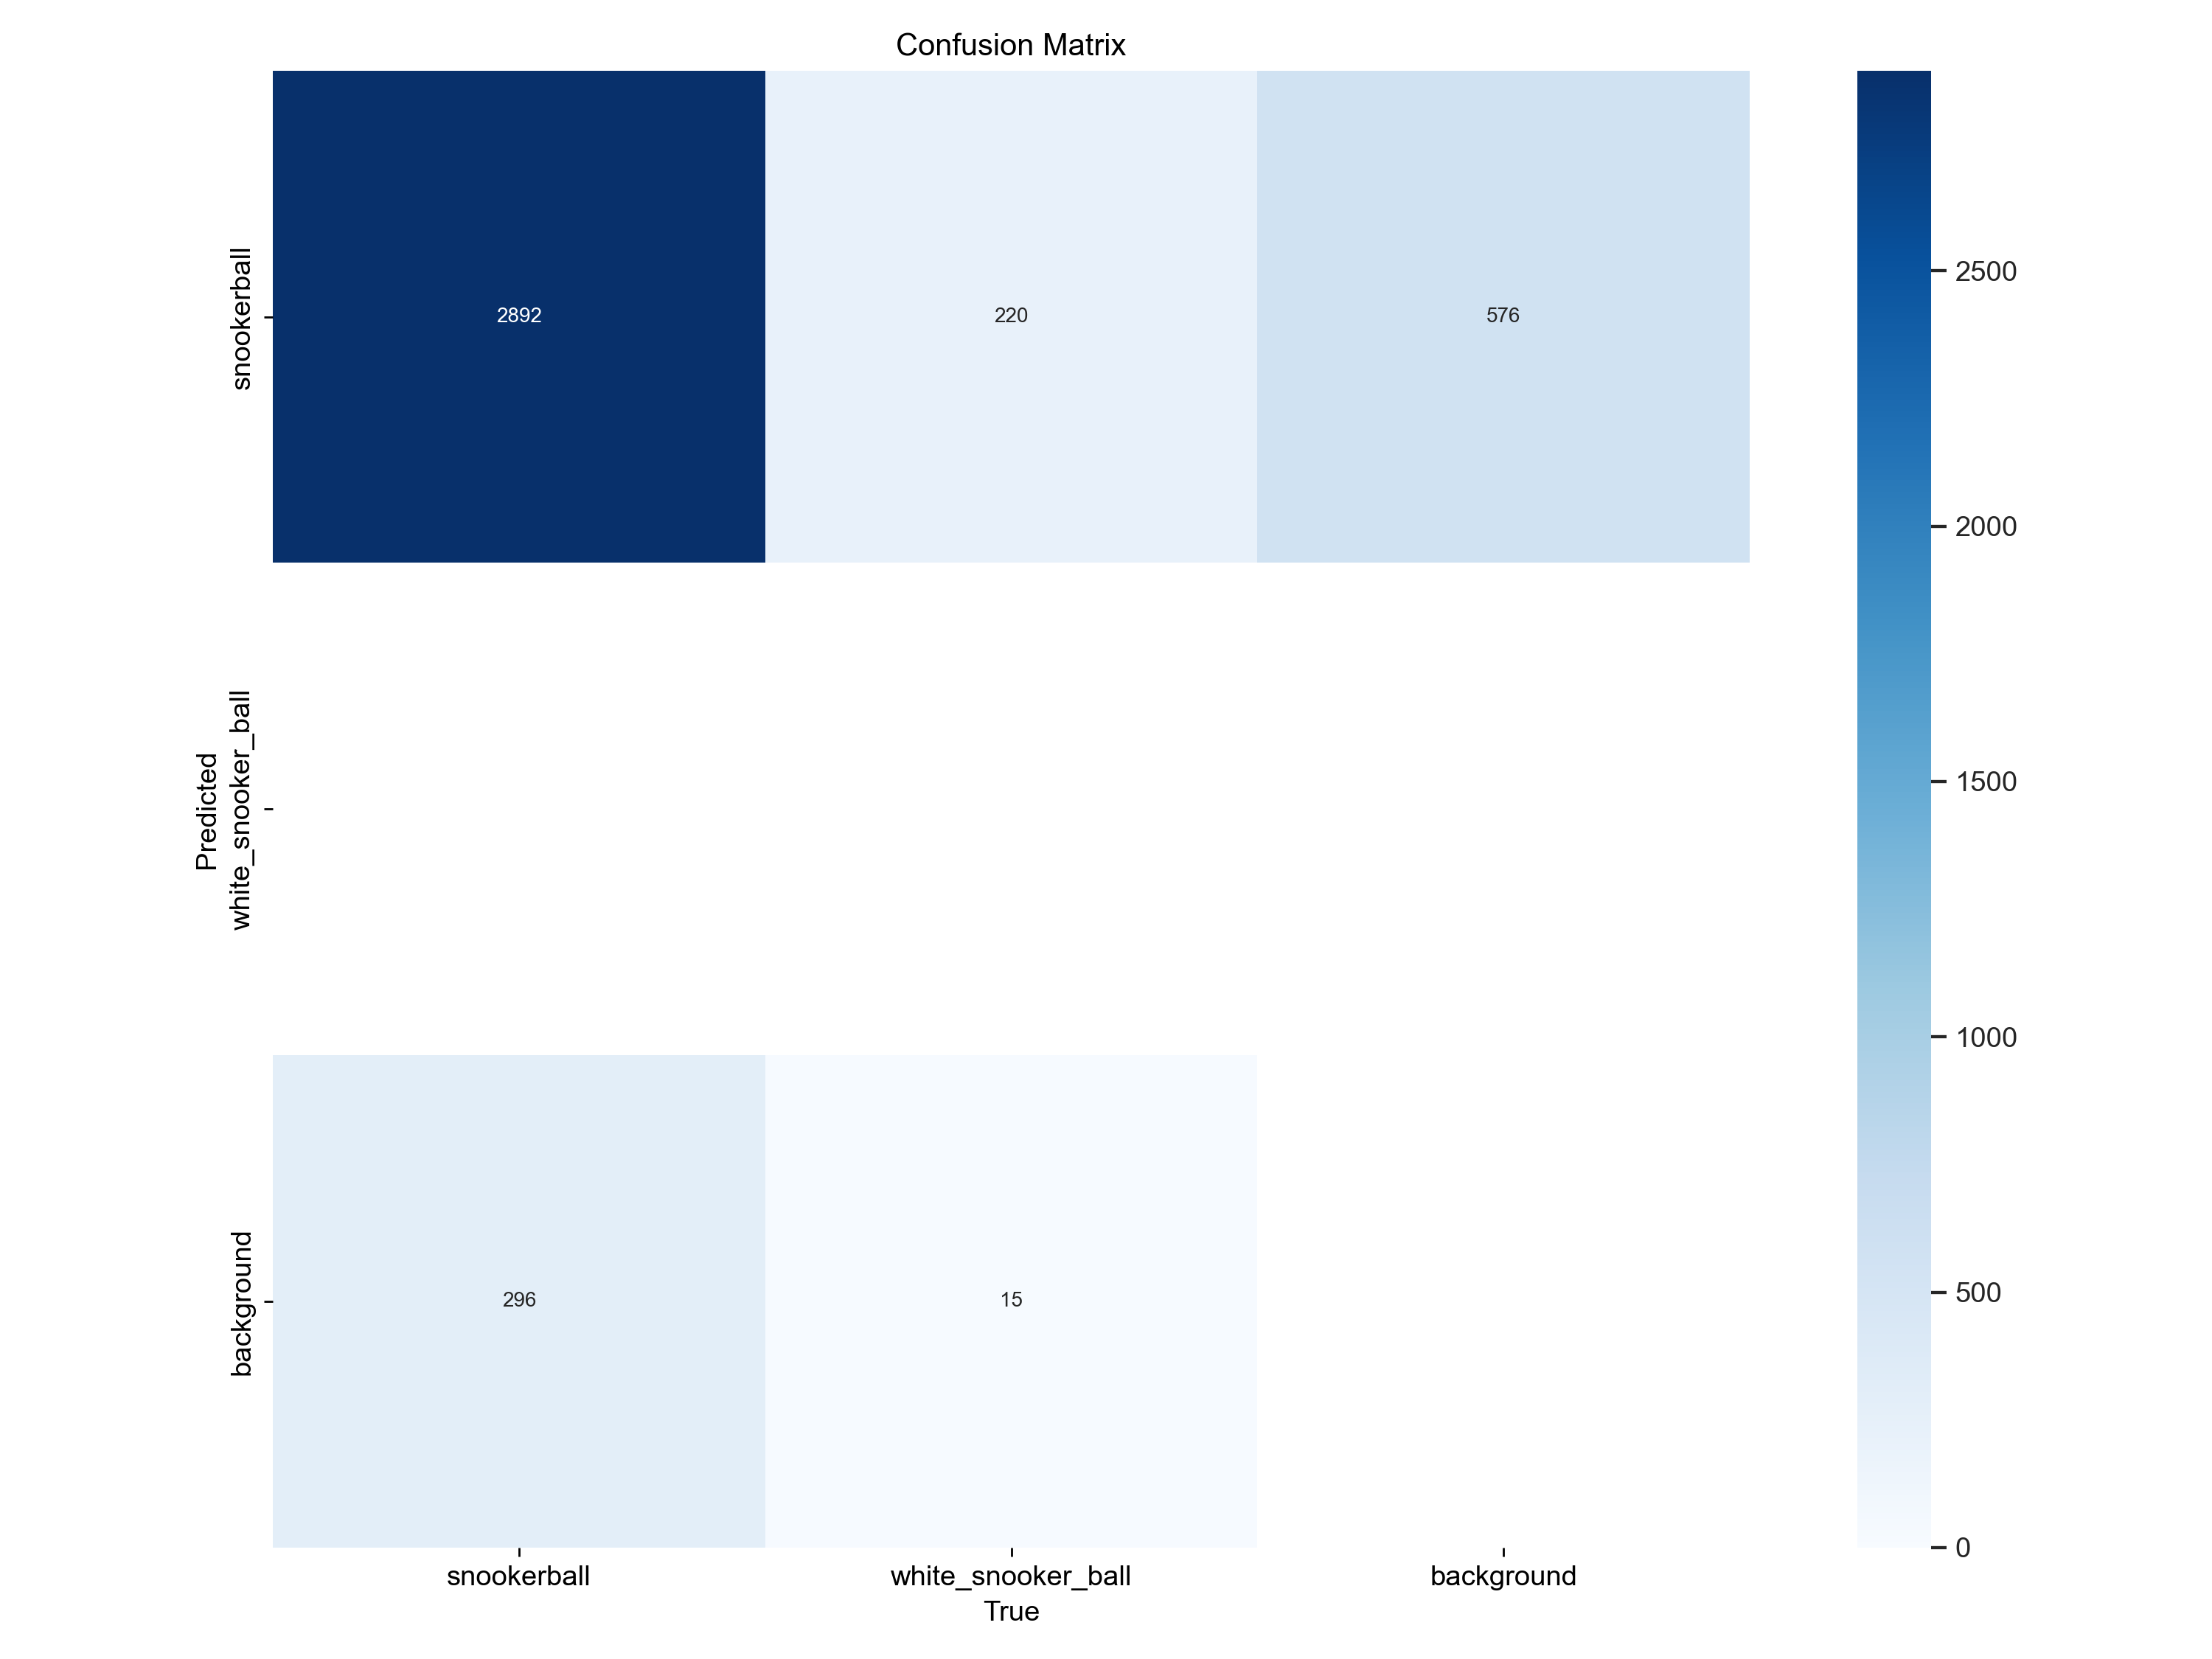 Confusion Matrix
snookerball
2892
220
576
2500
2000
Predicted
white_snooker_ball
1500
1000
background
296
15
500
0
snookerball
white_snooker_ball
background
True